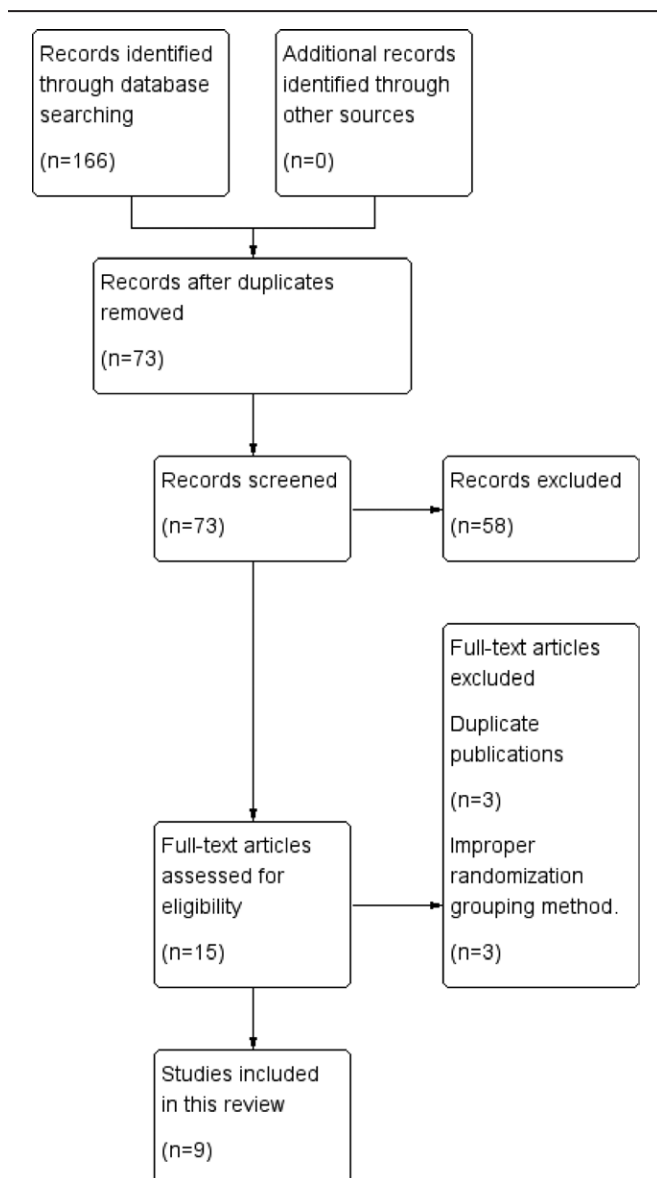 Records identified
through database
searching
(n=166)
Additional records
identified through
other sources
(n=0)
Records after duplicates
removed
(n=73)
Records screened
(n=73)
Records excluded
(n=58)
Full-text articles
excluded
Duplicate
publications
(n=3)
Improper
randomization
grouping method.
(n=3)
Full-text articles
assessed for
eligibility
(n=15)
Studies included
in this review
(n=9)